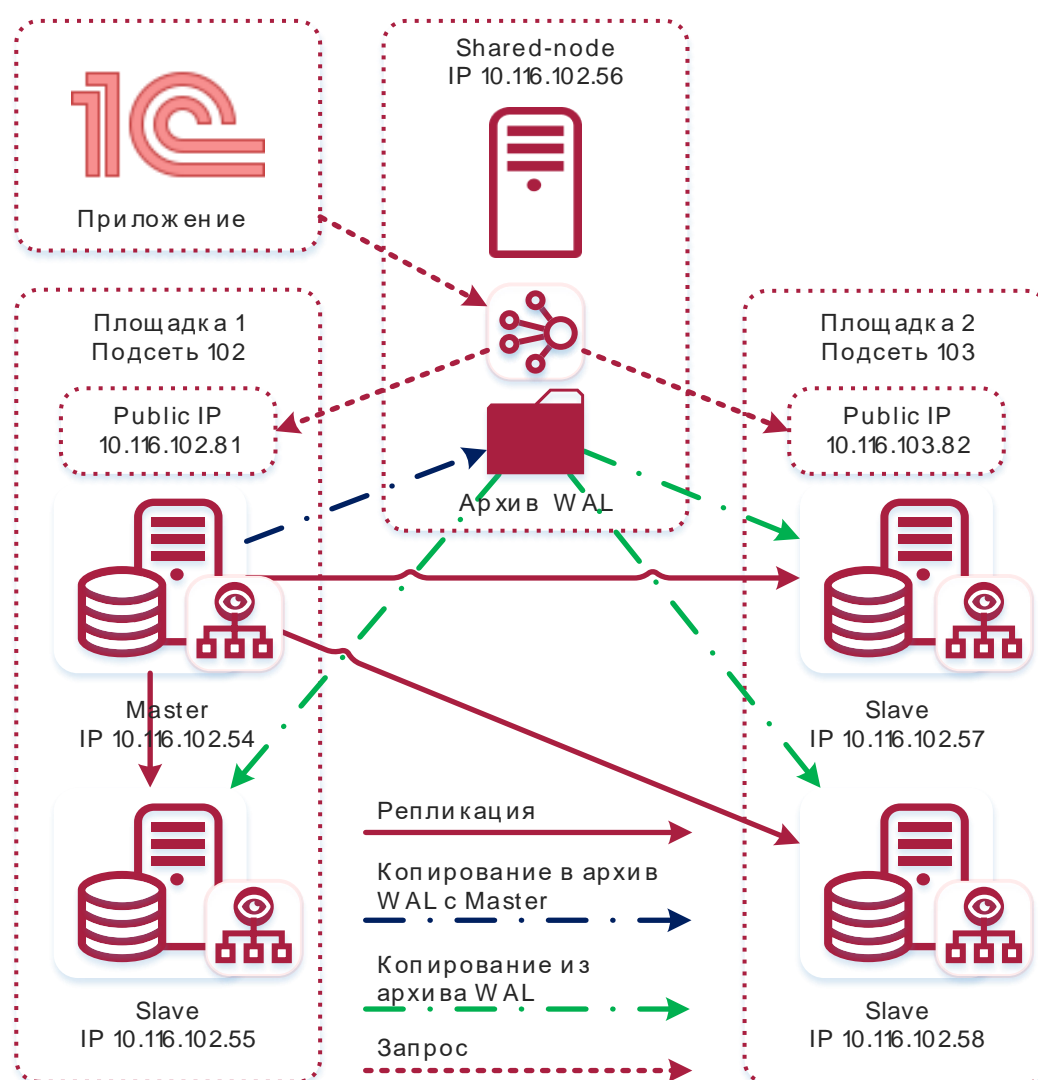 1С
Приложение
Shared-node
IP 10.116.102.56
Площадка 1
Подсеть 102
Public IP
10.116.102.81
Площадка 2
Подсеть 103
Public IP
10.116.103.82
Архив WAL
Master
IP 10.116.102.54
Slave
IP 10.116.102.57
Slave
IP 10.116.102.55
Slave
IP 10.116.102.58
Репликация
Копирование в архив
WAL с Master
Копирование из
архива WAL
Запрос